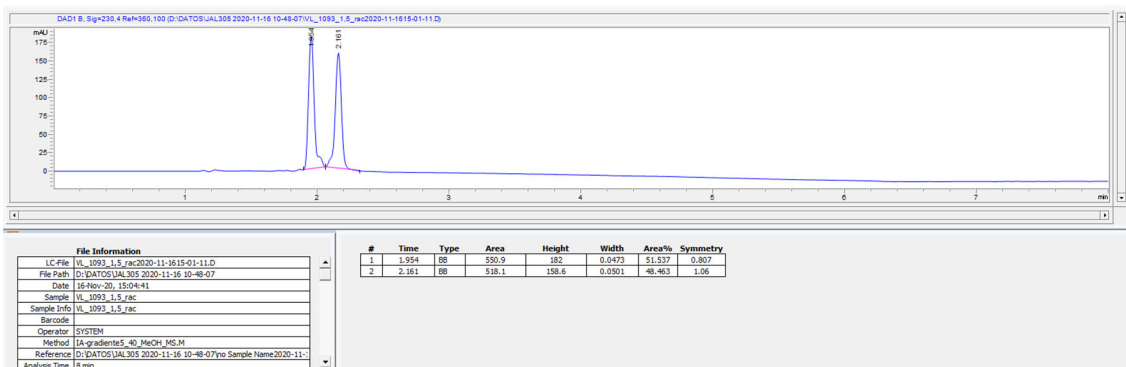 DAD1 B, Sig=230,4 Ref=360,100 (D:\DATOS\JAL305 2020-11-16 10-48-07\VL_1093_1,5_rac2020-11-1615-01-11.D)
mAU
175
150
125
100
75
50
25
0
1.954
2.161
1 2 3 4 5 6 7 min
File Information
LC-File VL_1093_1,5_rac2020-11-1615-01-11.D
File Path D:\DATOS\JAL305 2020-11-16 10-48-07
Date 16-Nov-20, 15:04:41
Sample VL_1093_1,5_rac
Sample Info VL_1093_1,5_rac
Barcode
Operator SYSTEM
Method IA-gradiente5_40_MeOH_MS.M
Reference D:\DATOS\JAL305 2020-11-16 10-48-07\no Sample Name2020-11-
Analysis Time 8 min
# Time Type Area Height Width Area% Symmetry
1 1.954 BB 550.9 182 0.0473 51.537 0.807
2 2.161 BB 518.1 158.6 0.0501 48.463 1.06